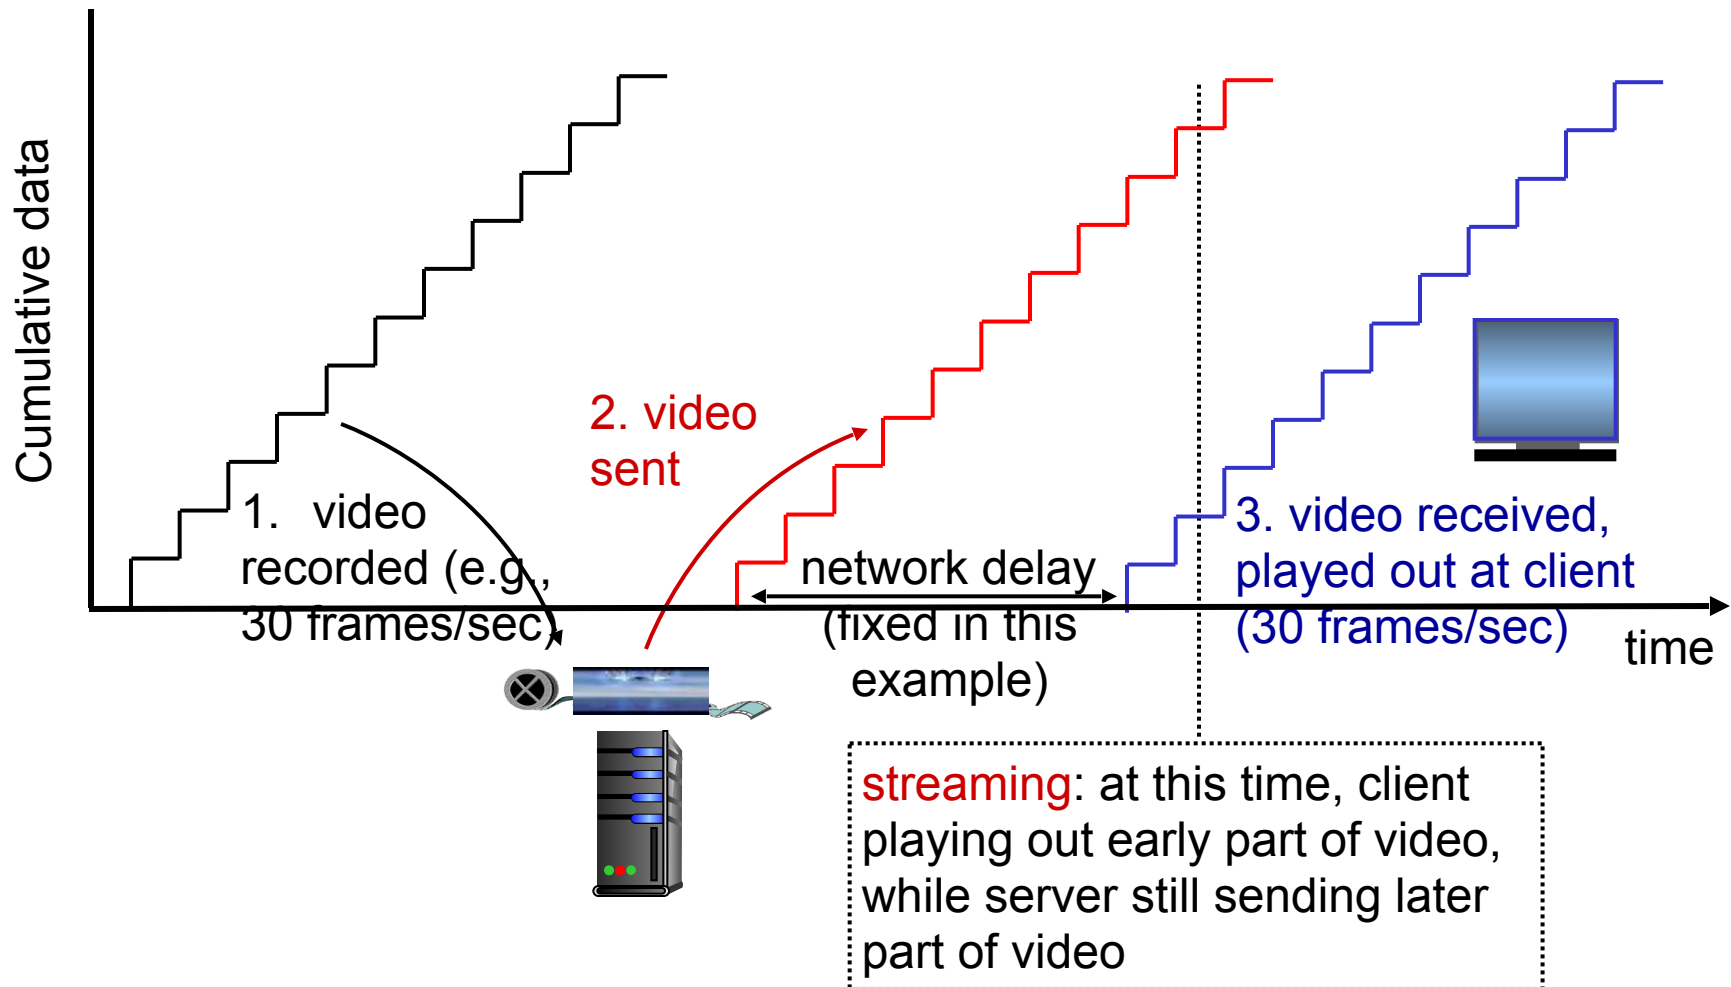 Cumulative data
1. video
recorded (e.g.,
30 frames/sec)
2. video
sent
network delay
(fixed in this
example)
3. video received,
played out at client
(30 frames/sec)
time
streaming: at this time, client
playing out early part of video,
while server still sending later
part of video